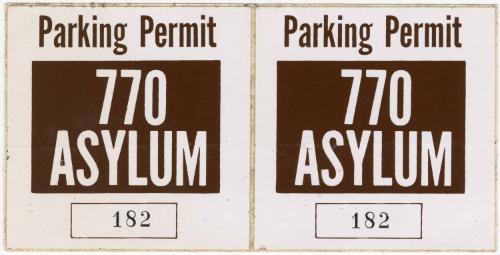 Parking Permit
770
ASYLUM
182
Parking Permit
770
ASYLUM
182